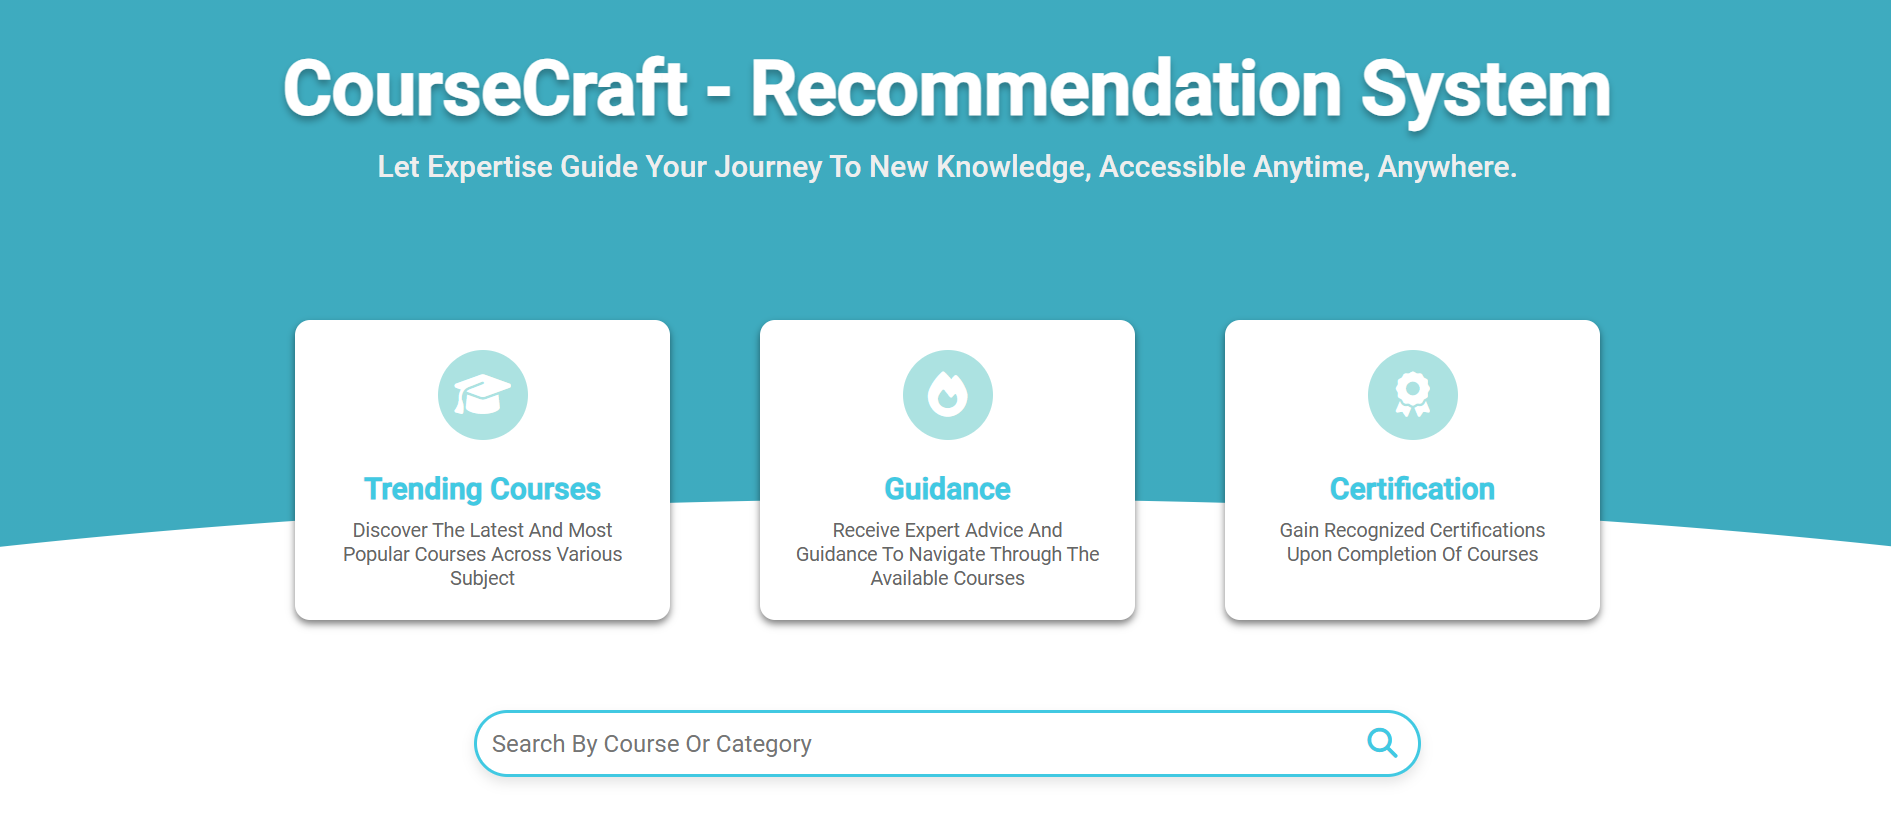 CourseCraft - Recommendation System
Let Expertise Guide Your Journey To New Knowledge, Accessible Anytime, Anywhere.
Trending Courses
Discover The Latest And Most
Popular Courses Across Various
Subject
Guidance
Receive Expert Advice And
Guidance To Navigate Through The
Available Courses
Certification
Gain Recognized Certifications
Upon Completion Of Courses
Search By Course Or Category